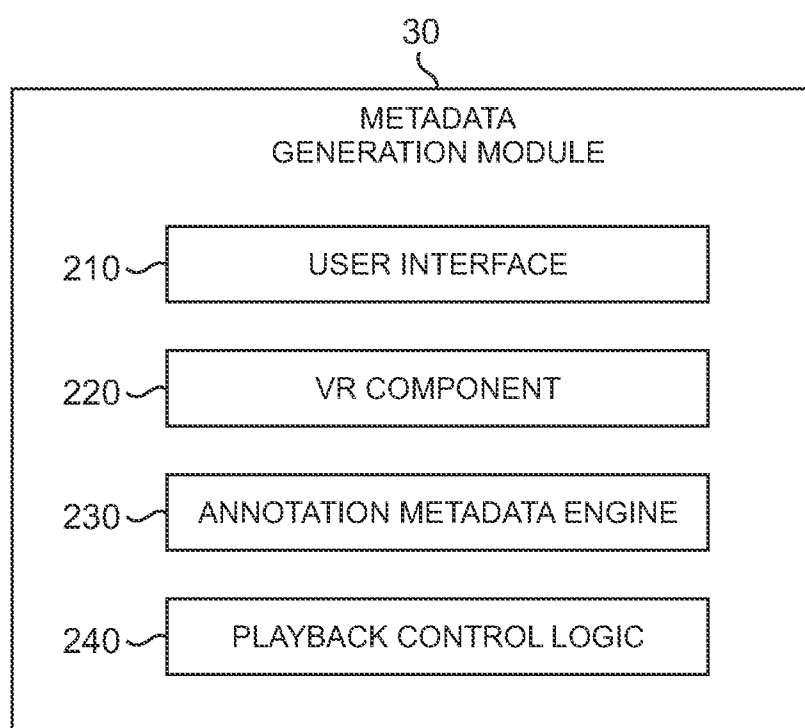 30
METADATA
GENERATION MODULE
210 USER INTERFACE
220 VR COMPONENT
230 ANNOTATION METADATA ENGINE
240 PLAYBACK CONTROL LOGIC